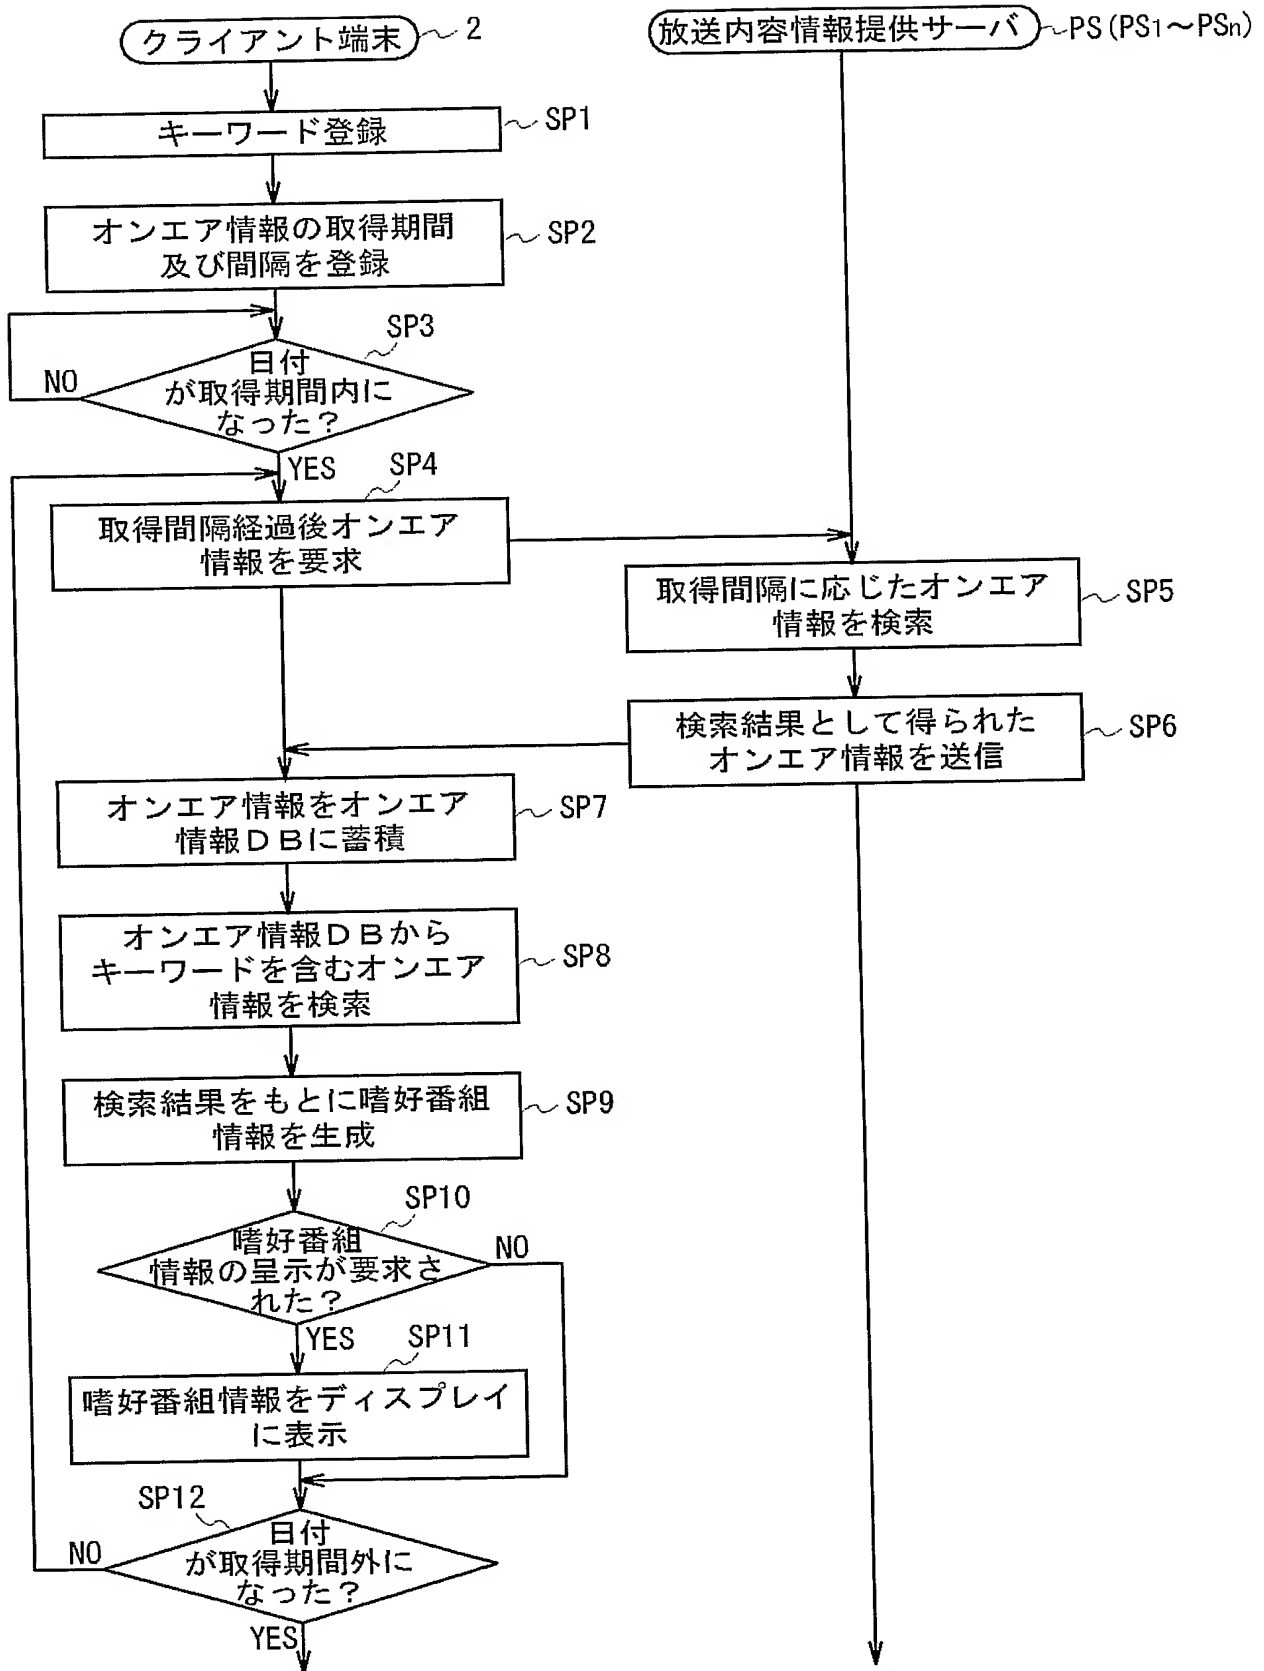 クライアント端末
2
放送内容情報提供サーバ
PS(PS1～PSn)
キーワード登録
SP1
オンエア情報の取得期間
及び間隔を登録
SP2
SP3
日付
が取得期間内に
なった？
NO
YES
SP4
取得間隔経過後オンエア
情報を要求
取得間隔に応じたオンエア
情報を検索
SP5
検索結果として得られた
オンエア情報を送信
SP6
オンエア情報をオンエア
情報ＤＢに蓄積
SP7
オンエア情報ＤＢから
キーワードを含むオンエア
情報を検索
SP8
検索結果をもとに嗜好番組
情報を生成
SP9
SP10
嗜好番組
情報の呈示が要求さ
れた？
NO
YES
SP11
嗜好番組情報をディスプレイ
に表示
SP12
日付
が取得期間外に
なった？
NO
YES